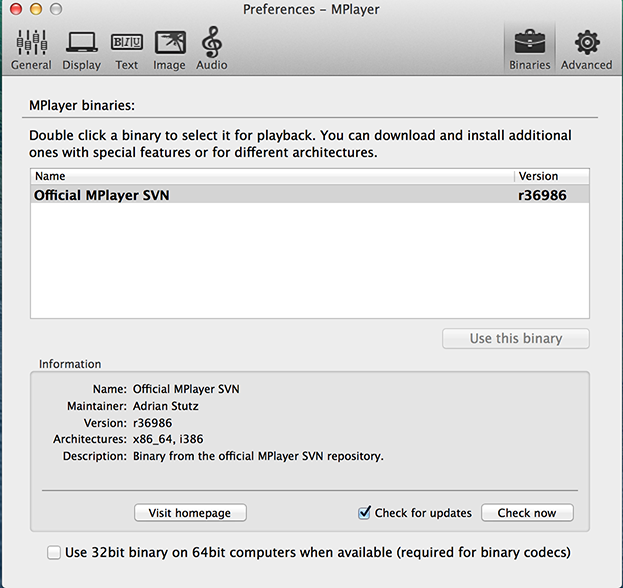 Preferences – MPlayer
General Display B I U Text Image Audio Binaries Advanced
MPlayer binaries:
Double click a binary to select it for playback. You can download and install additional
ones with special features or for different architectures.
Name Version
Official MPlayer SVN r36986
Use this binary
Information
Name: Official MPlayer SVN
Maintainer: Adrian Stutz
Version: r36986
Architectures: x86_64, i386
Description: Binary from the official MPlayer SVN repository.
Visit homepage Check for updates Check now
Use 32bit binary on 64bit computers when available (required for binary codecs)